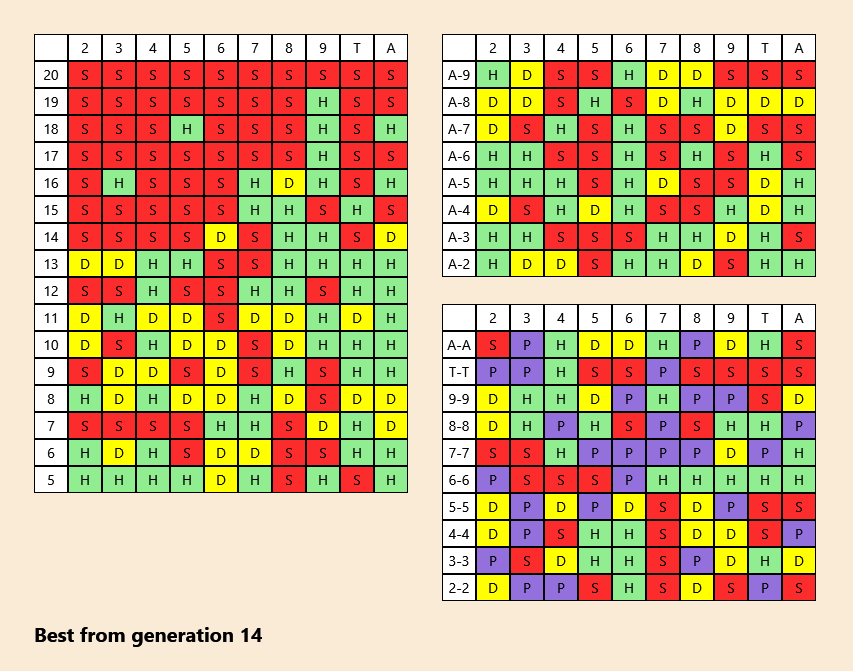 2 3 4 5 6 7 8 9 T A
20 S S S S S S S S S S
19 S S S S S S S H S S
18 S S S H S S S H S H
17 S S S S S S S H S S
16 S H S S S H D H S H
15 S S S S S H H S H S
14 S S S S D S H H S D
13 D D H H S S H H H H
12 S S H S S H H S H H
11 D H D D S D D H D H
10 D S H D D S D H H H
9 S D D S D S H S H H
8 H D H D D H D S D D
7 S S S S H H S D H D
6 H D H S D D S S H H
5 H H H H D H S H S H
2 3 4 5 6 7 8 9 T A
A-9 H D S S H D D S S S
A-8 D D S H S D H D D D
A-7 D S H S H S S D S S
A-6 H H S S H S H S H S
A-5 H H H S H D S S D H
A-4 D S H D H S S H D H
A-3 H H S S S H H D H S
A-2 H D D S H H D S H H
2 3 4 5 6 7 8 9 T A
A-A S P H D D H P D H S
T-T P P H S S P S S S S
9-9 D H H D P H P P S D
8-8 D H P H S P S H H P
7-7 S S H P P P P D P H
6-6 P S S S P H H H H H
5-5 D P D P D S D P S S
4-4 D P S H H S D D S P
3-3 P S D H H S P D H D
2-2 D P P S H S D S P S
Best from generation 14